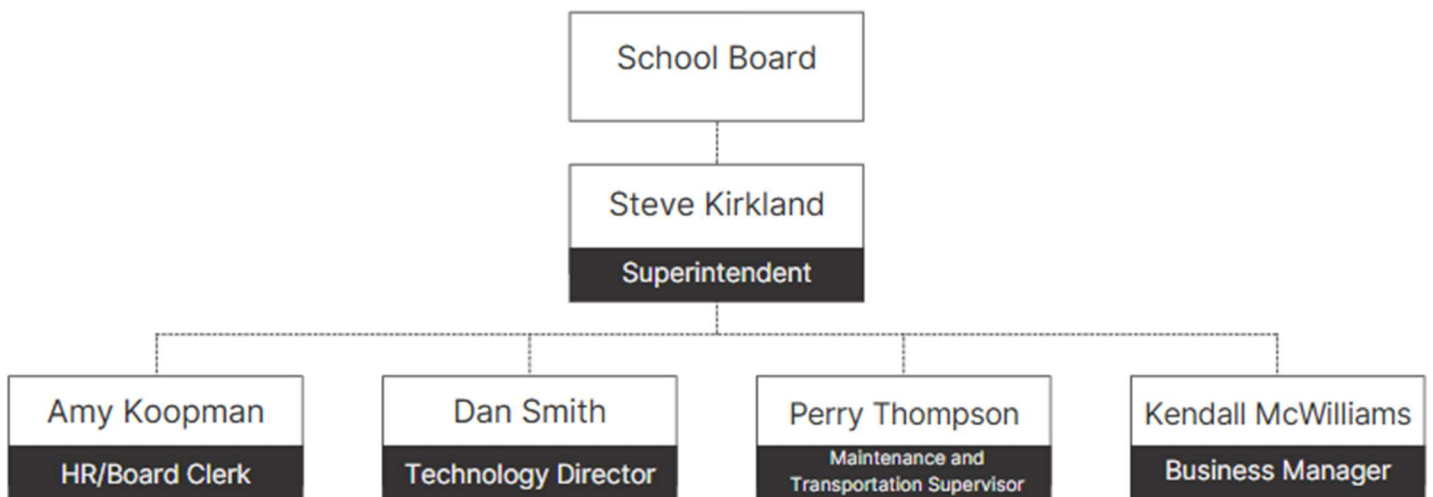 School Board
Steve Kirkland
Superintendent
Amy Koopman
HR/Board Clerk
Dan Smith
Technology Director
Perry Thompson
Maintenance and
Transportation Supervisor
Kendall McWilliams
Business Manager